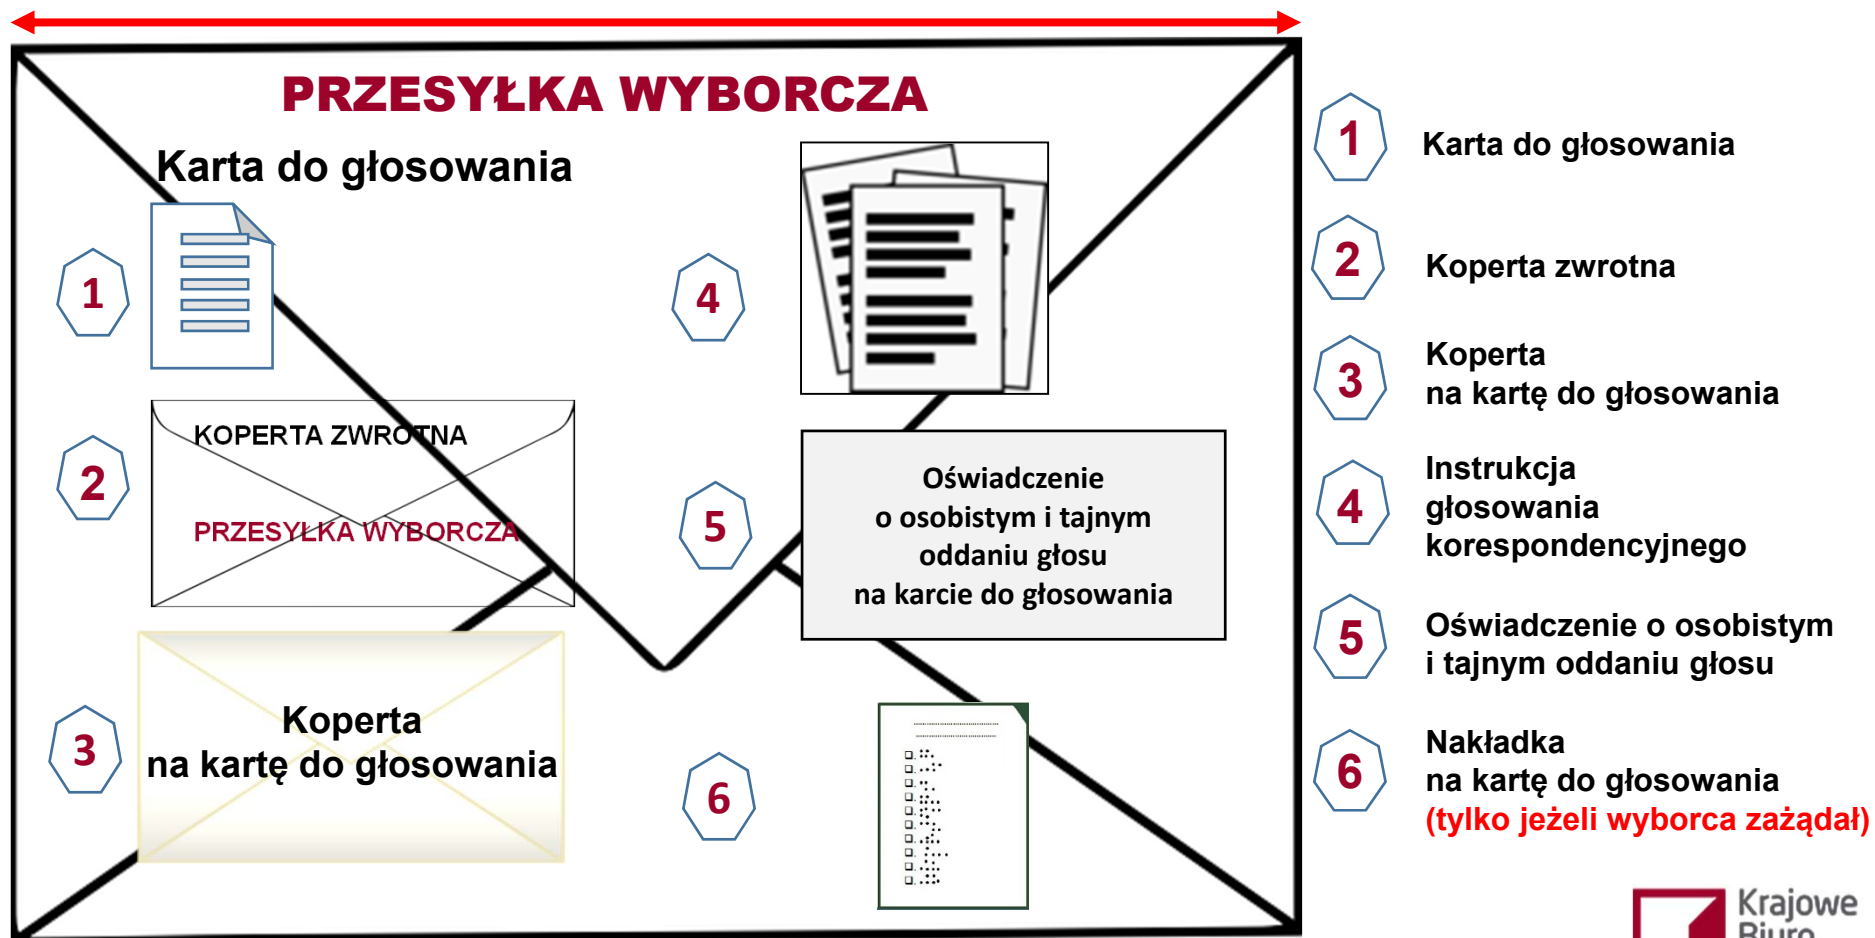 PRZESYŁKA WYBORCZA
Karta do głosowania
1
4
KOPERTA ZWROTNA
PRZESYŁKA WYBORCZA
2
5
Oświadczenie
o osobistym i tajnym
oddaniu głosu
na karcie do głosowania
3
Koperta
na kartę do głosowania
6
1
Karta do głosowania
2
Koperta zwrotna
3
Koperta
na kartę do głosowania
4
Instrukcja
głosowania
korespondencyjnego
5
Oświadczenie o osobistym
i tajnym oddaniu głosu
6
Nakładka
na kartę do głosowania
(tylko jeżeli wyborca zażądał)
Krajowe
Biuro